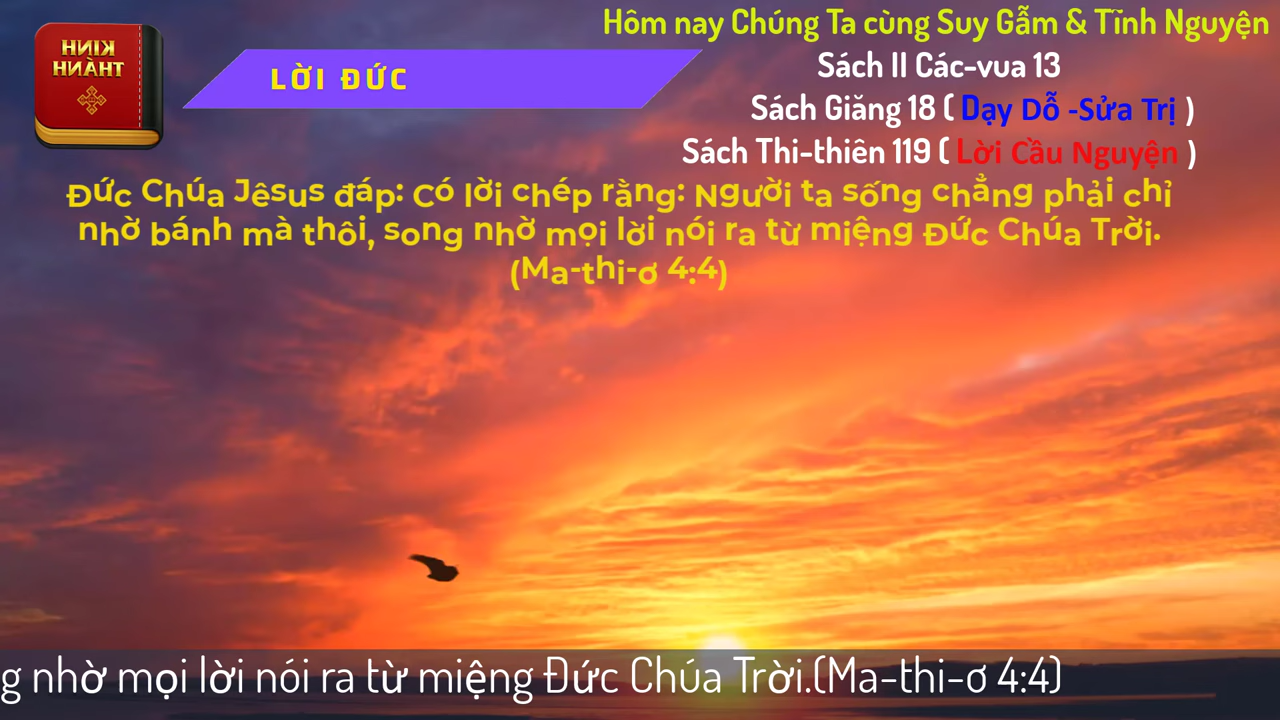 KINH
THÀNH
LỜI ĐỨC
Hôm nay Chúng Ta cùng Suy Gẫm & Tĩnh Nguyện
Sách II Các-vua 13
Sách Giăng 18 ( Dạy Dỗ -Sửa Trị )
Sách Thi-thiên 119 ( Lời Cầu Nguyện )
Đức Chúa Jêsus đáp: Có lời chép rằng: Người ta sống chẳng phải chỉ
nhờ bánh mà thôi, song nhờ mọi lời nói ra từ miệng Đức Chúa Trời.
(Ma-thi-ơ 4:4)
g nhờ mọi lời nói ra từ miệng Đức Chúa Trời.(Ma-thi-ơ 4:4)